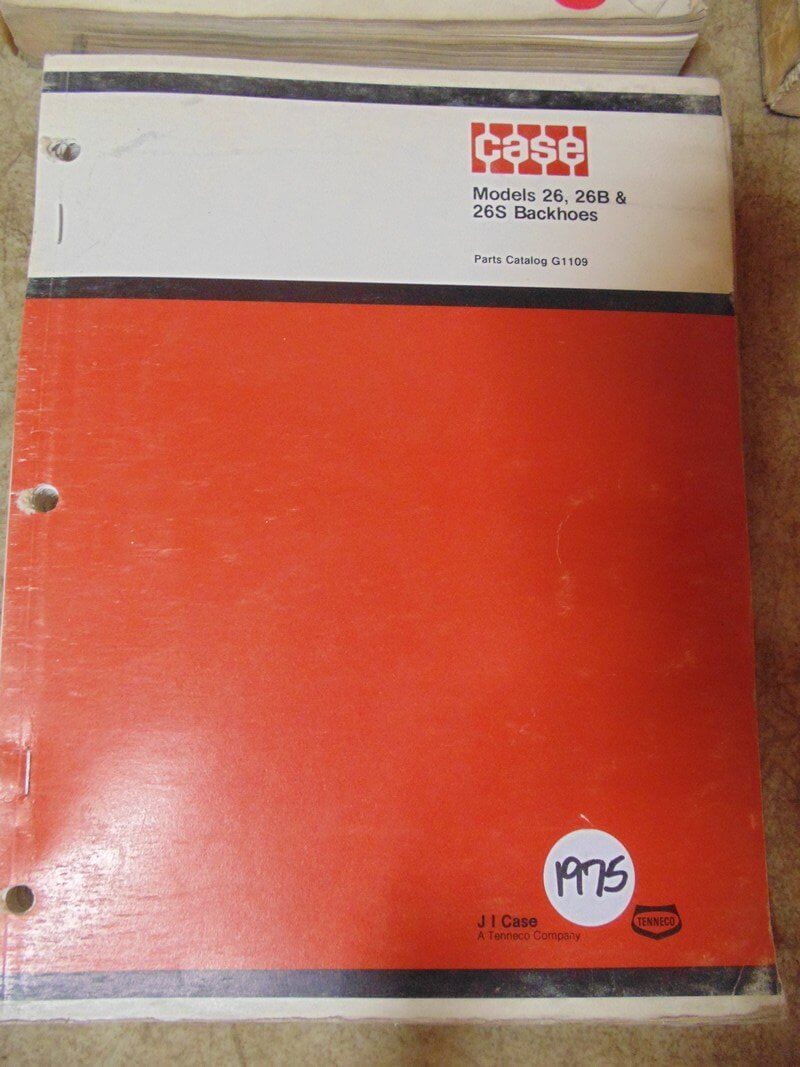 case
Models 26, 26B &
26S Backhoes
Parts Catalog G1109
1975
J I Case
A Tenneco Company
TENNECO